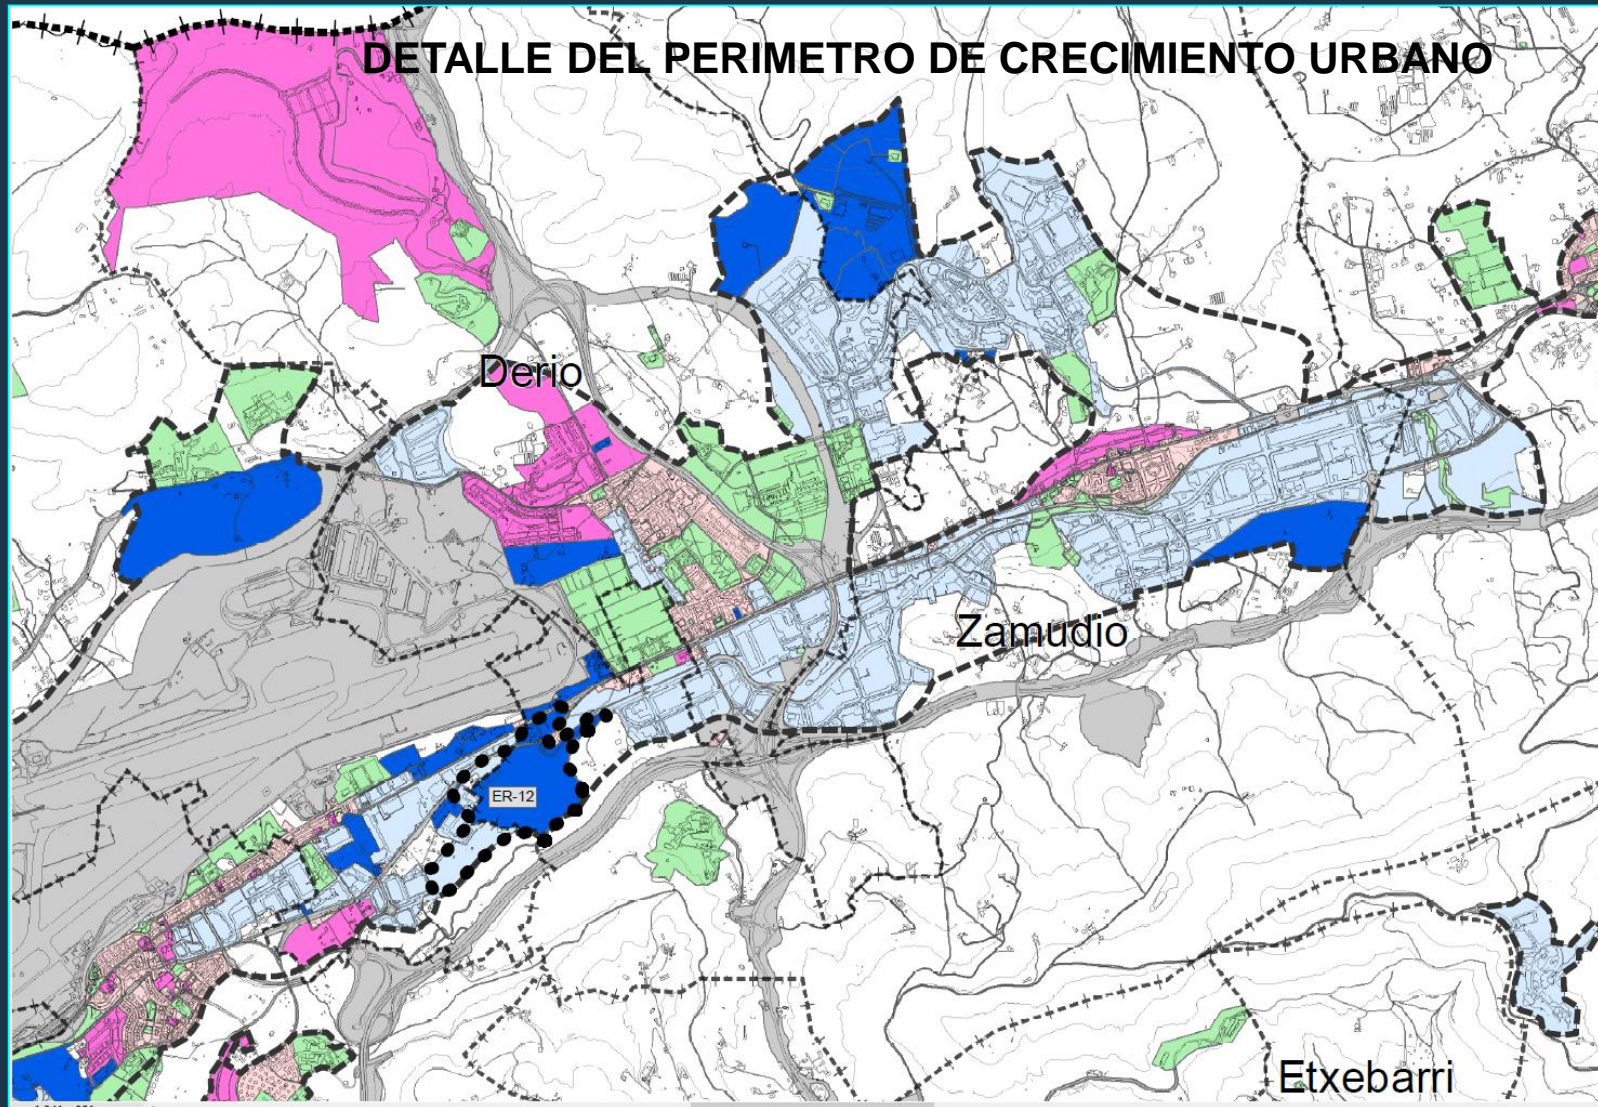 DETALLE DEL PERIMETRO DE CRECIMIENTO URBANO
Derio
Zamudio
ER-12
Etxebarri